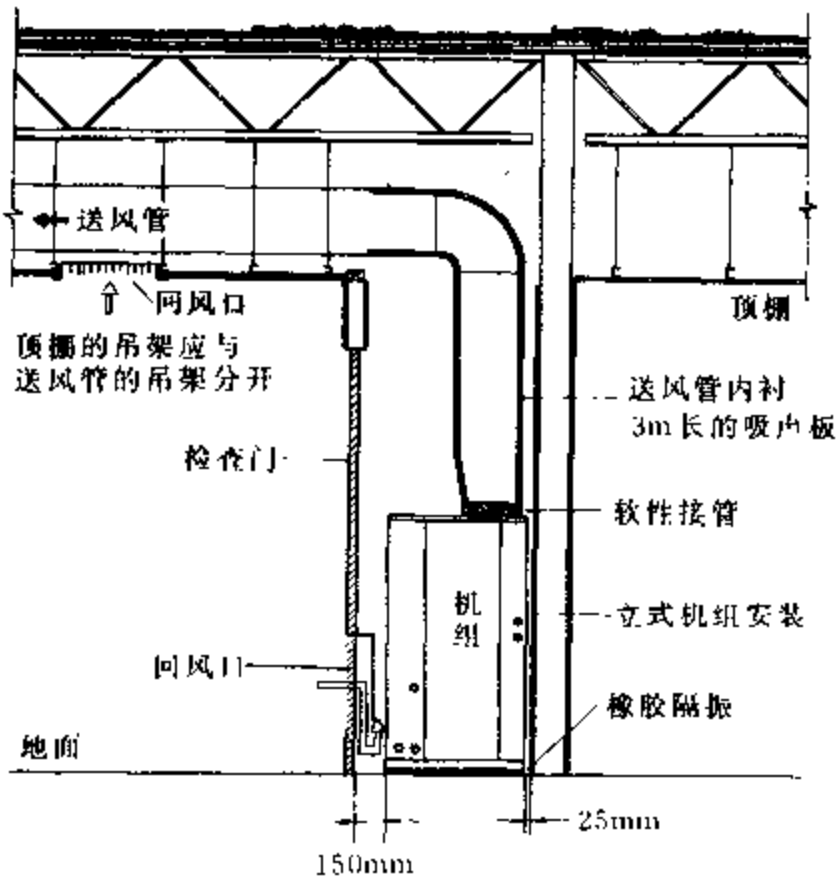 送风管
回风口
顶棚的吊架应与
送风管的吊架分开
顶棚
送风管内衬
3m长的吸声板
检查门
软性接管
机
组
立式机组安装
回风口
橡胶隔振
地面
25mm
150mm